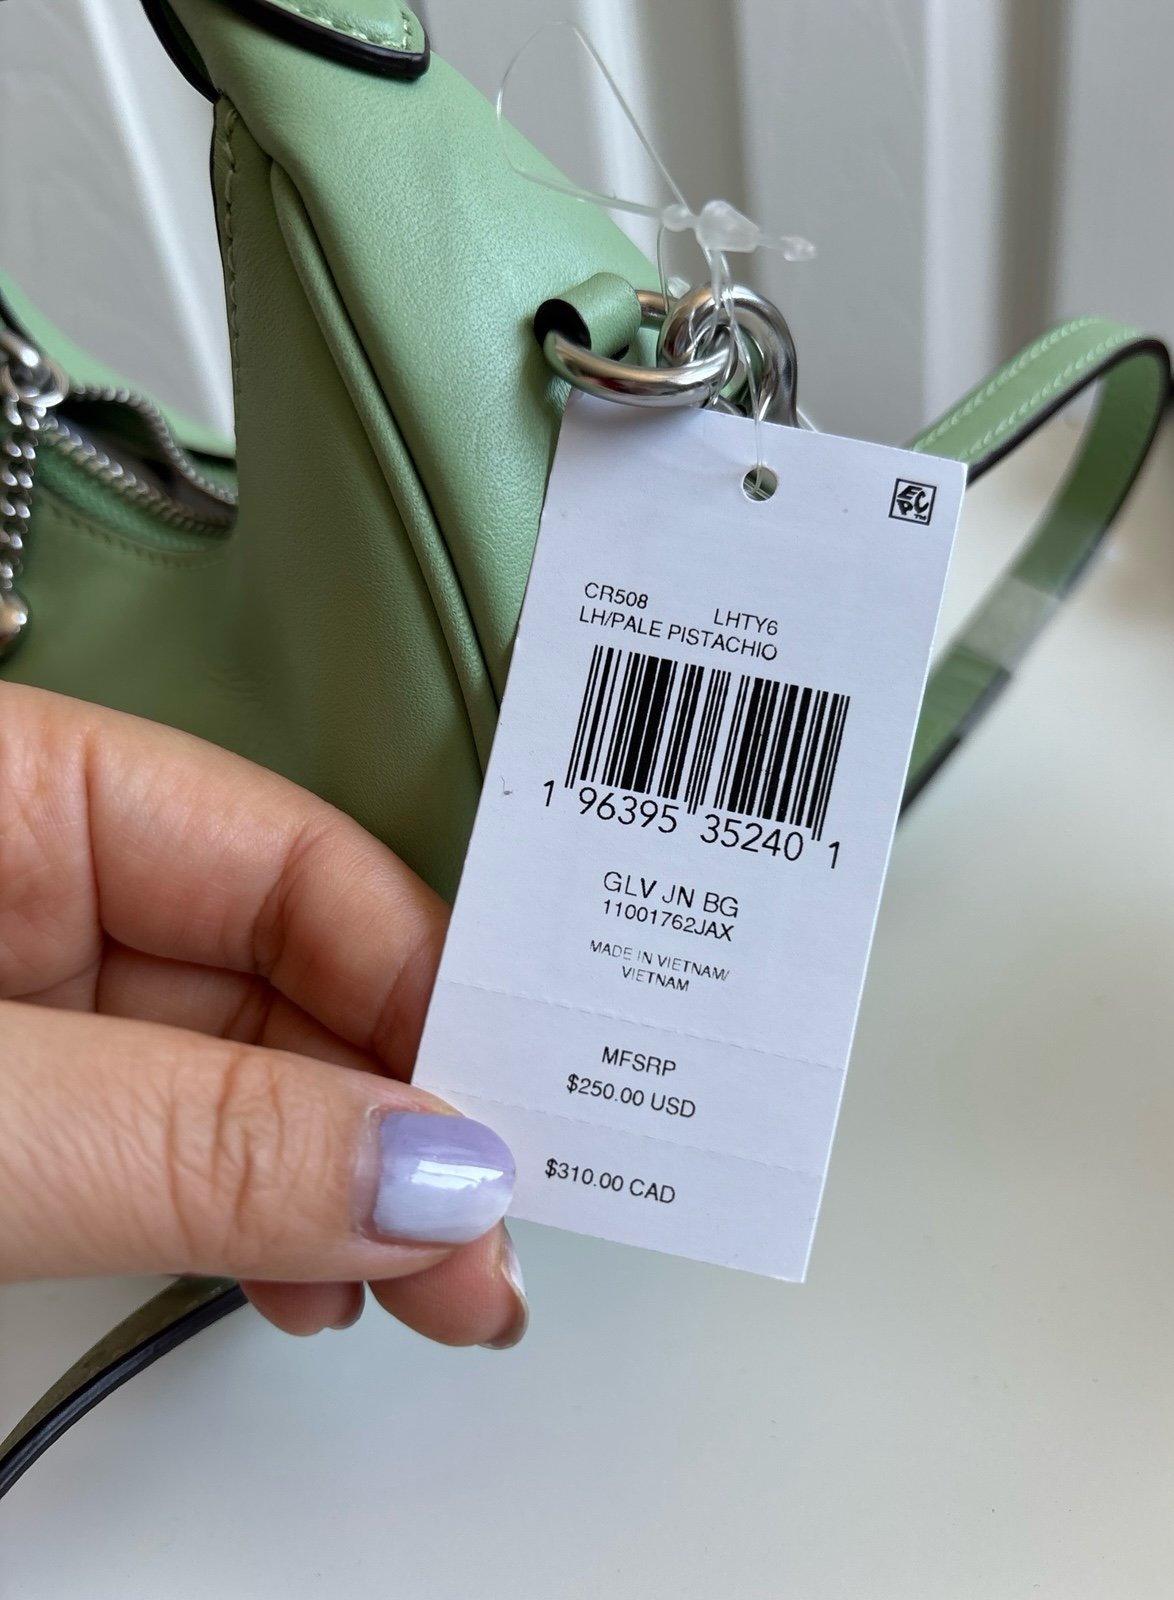 EPC™
CR508 LHTY6
LH/PALE PISTACHIO
1 96395 35240 1
GLV JN BG
11001762JAX
MADE IN VIETNAM/
VIETNAM
MFSRP
$250.00 USD
$310.00 CAD